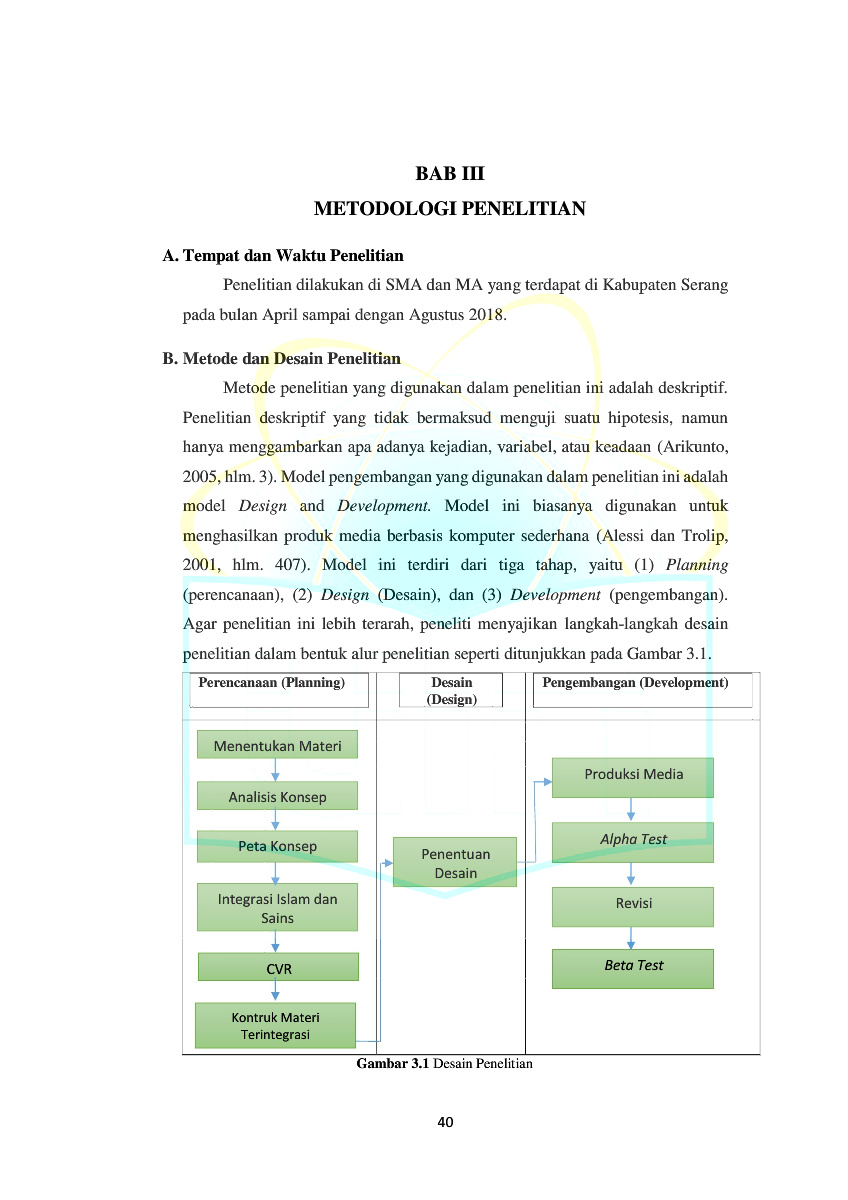 BAB III
METODOLOGI PENELITIAN
A. Tempat dan Waktu Penelitian
Penelitian dilakukan di SMA dan MA yang terdapat di Kabupaten Serang
pada bulan April sampai dengan Agustus 2018.
B. Metode dan Desain Penelitian
Metode penelitian yang digunakan dalam penelitian ini adalah deskriptif.
Penelitian deskriptif yang tidak bermaksud menguji suatu hipotesis, namun
hanya menggambarkan apa adanya kejadian, variabel, atau keadaan (Arikunto,
2005, hlm. 3). Model pengembangan yang digunakan dalam penelitian ini adalah
model Design and Development. Model ini biasanya digunakan untuk
menghasilkan produk media berbasis komputer sederhana (Alessi dan Trolip,
2001, hlm. 407). Model ini terdiri dari tiga tahap, yaitu (1) Planning
(perencanaan), (2) Design (Desain), dan (3) Development (pengembangan).
Agar penelitian ini lebih terarah, peneliti menyajikan langkah-langkah desain
penelitian dalam bentuk alur penelitian seperti ditunjukkan pada Gambar 3.1.
Perencanaan (Planning)
Menentukan Materi
Analisis Konsep
Peta Konsep
Integrasi Islam dan
Sains
CVR
Kontruk Materi
Terintegrasi
Desain
(Design)
Penentuan
Desain
Pengembangan (Development)
Produksi Media
Alpha Test
Revisi
Beta Test
Gambar 3.1 Desain Penelitian
40